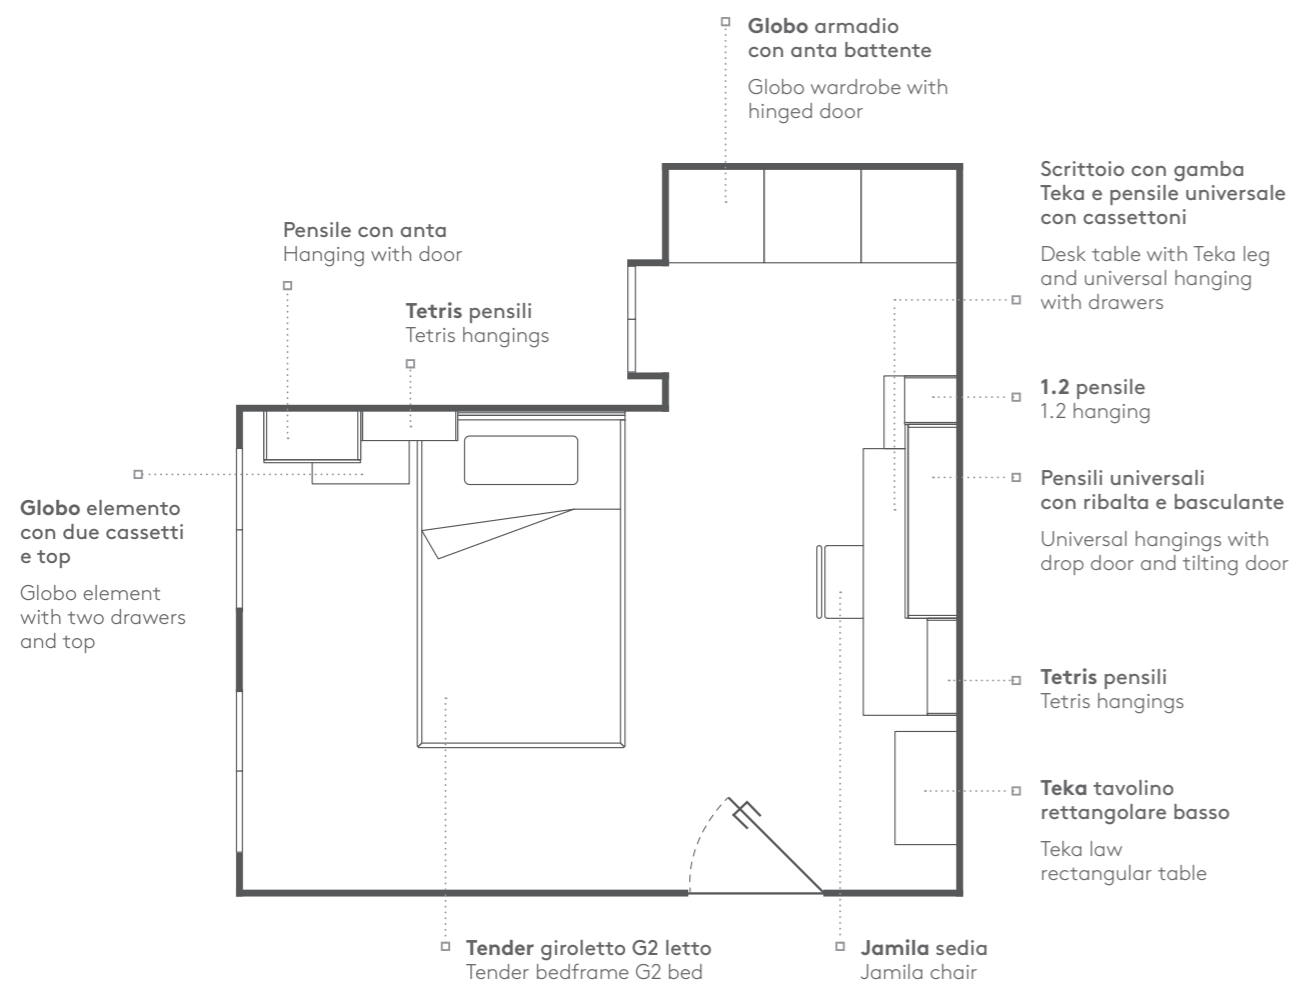 Globo armadio
con anta battente
Globo wardrobe with
hinged door
Scrittoio con gamba
Teka e pensile universale
con cassettoni
Desk table with Teka leg
and universal hanging
with drawers
Pensile con anta
Hanging with door
Tetris pensili
Tetris hangings
1.2 pensile
1.2 hanging
Pensili universali
con ribalta e basculante
Universal hangings with
drop door and tilting door
Globo elemento
con due cassetti
e top
Globo element
with two drawers
and top
Tetris pensili
Tetris hangings
Teka tavolino
rettangolare basso
Teka law
rectangular table
Tender giroletto G2 letto
Tender bedframe G2 bed
Jamila sedia
Jamila chair